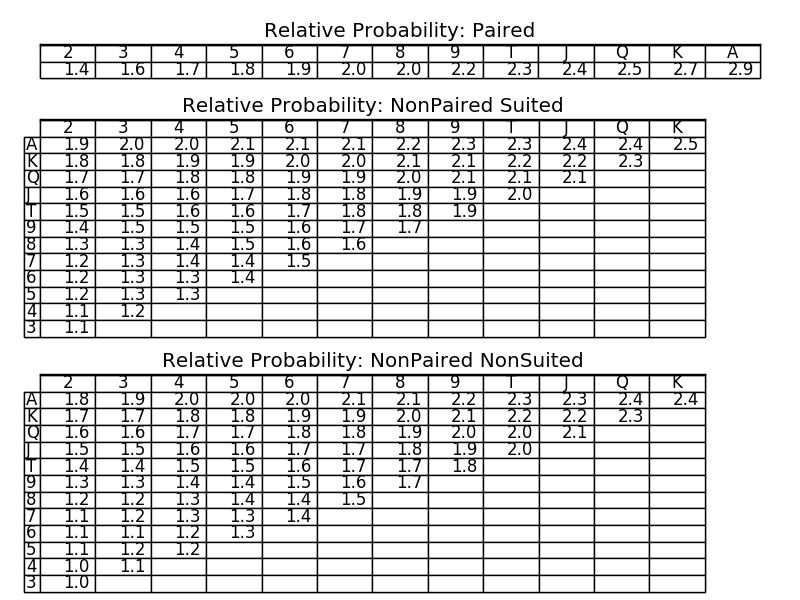 Relative Probability: Paired
2 3 4 5 6 7 8 9 T J Q K A
1.4 1.6 1.7 1.8 1.9 2.0 2.0 2.2 2.3 2.4 2.5 2.7 2.9
Relative Probability: NonPaired Suited
2 3 4 5 6 7 8 9 T J Q K
A 1.9 2.0 2.0 2.1 2.1 2.1 2.2 2.3 2.3 2.4 2.4 2.5
K 1.8 1.8 1.9 1.9 2.0 2.0 2.1 2.1 2.2 2.2 2.3
Q 1.7 1.7 1.8 1.8 1.9 1.9 2.0 2.1 2.1 2.1
J 1.6 1.6 1.6 1.7 1.8 1.8 1.9 1.9 2.0
T 1.5 1.5 1.6 1.6 1.7 1.8 1.8 1.9
9 1.4 1.5 1.5 1.5 1.6 1.7 1.7
8 1.3 1.3 1.4 1.5 1.6 1.6
7 1.2 1.3 1.4 1.4 1.5
6 1.2 1.3 1.3 1.4
5 1.2 1.3 1.3
4 1.1 1.2
3 1.1
Relative Probability: NonPaired NonSuited
2 3 4 5 6 7 8 9 T J Q K
A 1.8 1.9 2.0 2.0 2.0 2.1 2.1 2.2 2.3 2.3 2.4 2.4
K 1.7 1.7 1.8 1.8 1.9 1.9 2.0 2.1 2.2 2.2 2.3
Q 1.6 1.6 1.7 1.7 1.8 1.8 1.9 2.0 2.0 2.1
J 1.5 1.5 1.6 1.6 1.7 1.7 1.8 1.9 2.0
T 1.4 1.4 1.5 1.5 1.6 1.7 1.7 1.8
9 1.3 1.3 1.4 1.4 1.5 1.6 1.7
8 1.2 1.2 1.3 1.4 1.4 1.5
7 1.1 1.2 1.3 1.3 1.4
6 1.1 1.1 1.2 1.3
5 1.1 1.2 1.2
4 1.0 1.1
3 1.0